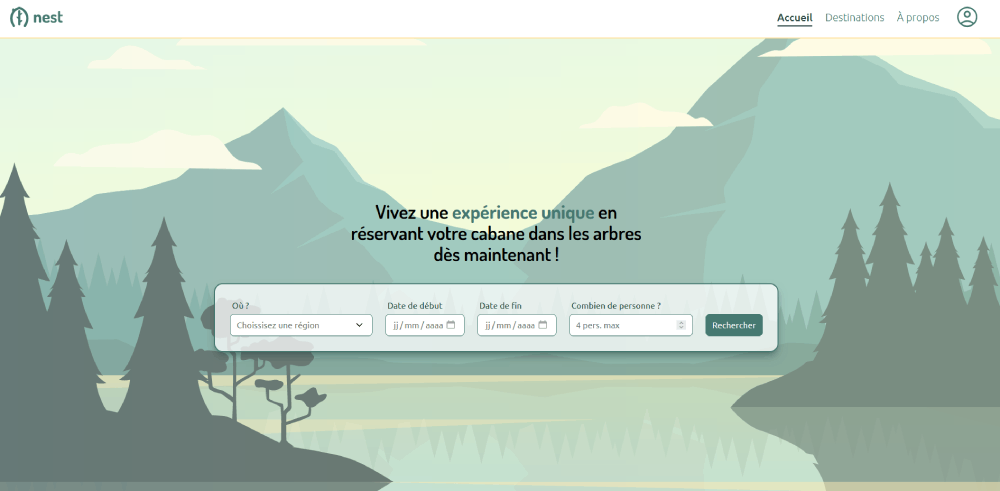 nest
Accueil Destinations À propos
Vivez une expérience unique en
réservant votre cabane dans les arbres
dès maintenant !
Où ? Date de début Date de fin Combien de personne ?
Choissisez une région jj/mm/aaaa jj/mm/aaaa 4 pers. max Rechercher